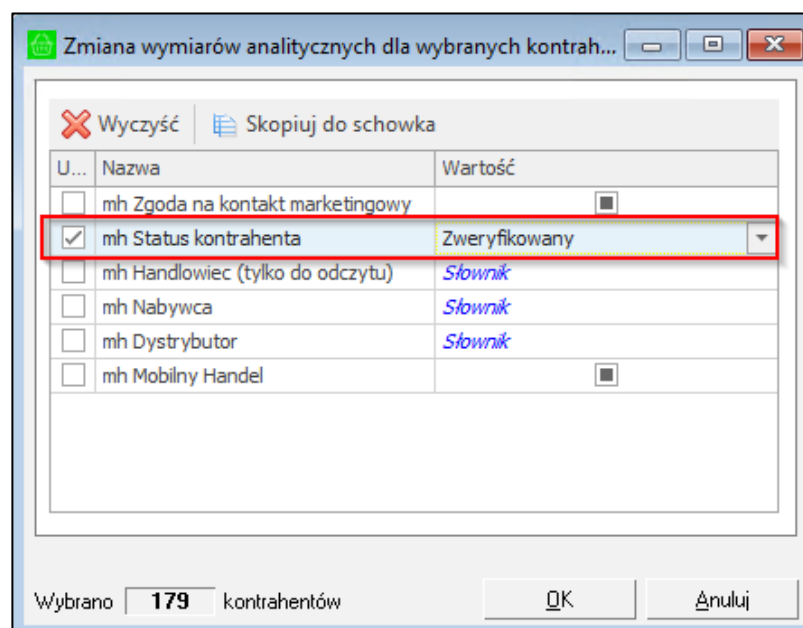 Zmiana wymiarów analitycznych dla wybranych kontrah...
Wyczyść Skopiuj do schowka
U... Nazwa Wartość
mh Zgoda na kontakt marketingowy
mh Status kontrahenta Zweryfikowany
mh Handlowiec (tylko do odczytu) Słownik
mh Nabywca Słownik
mh Dystrybutor Słownik
mh Mobilny Handel
Wybrano 179 kontrahentów OK Anuluj